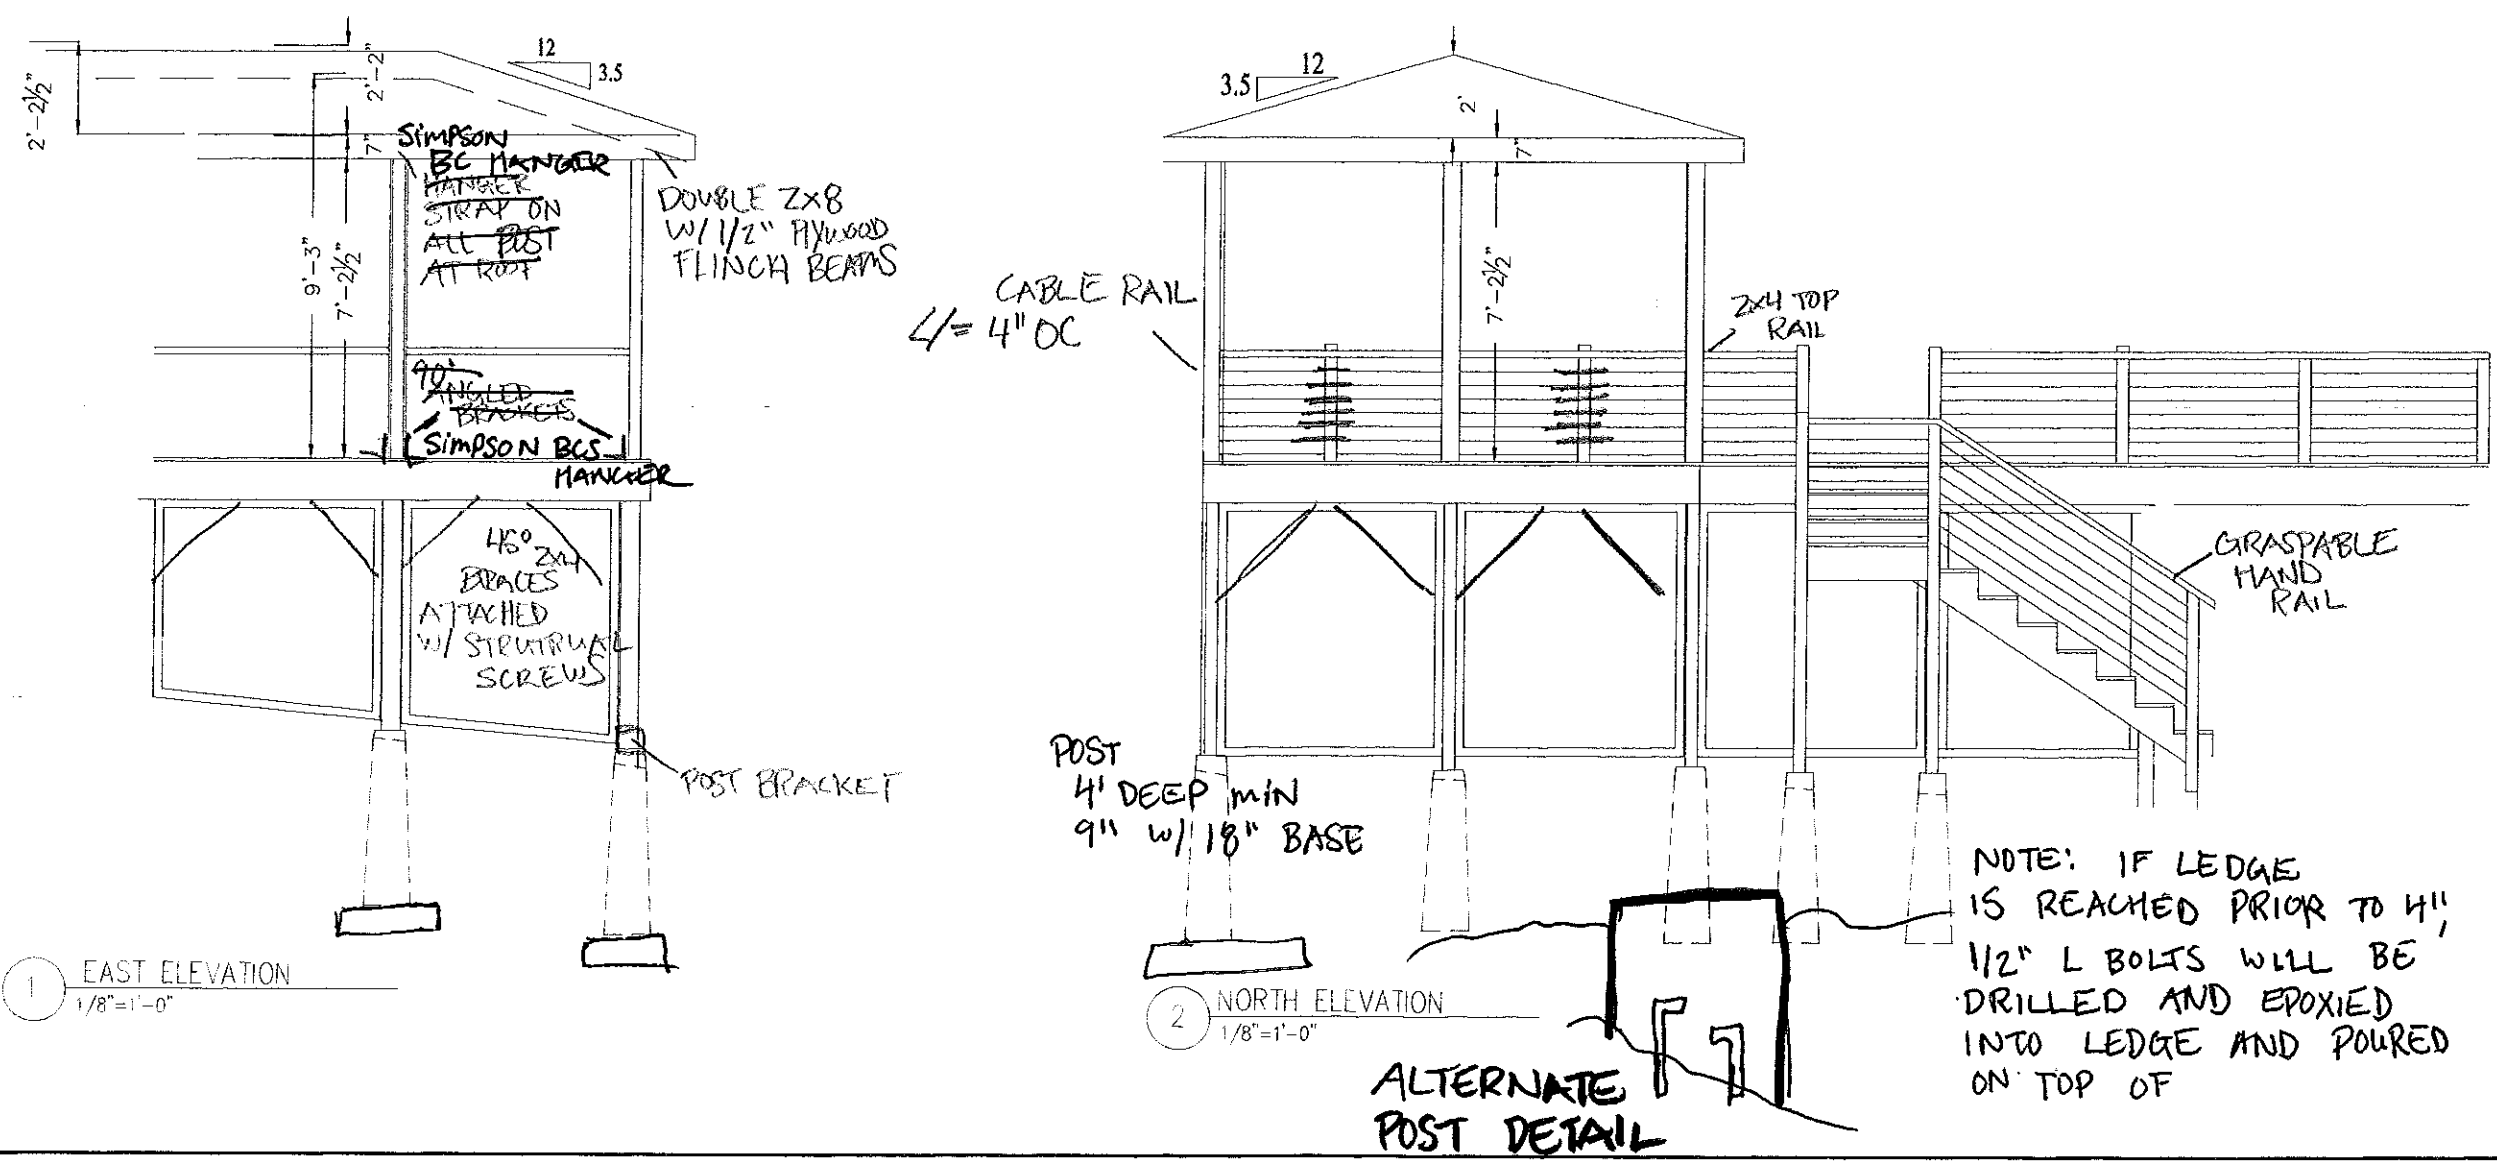 2'-2½"
2'-2"
12
3.5
7"
9'-3"
7'-2½"
SIMPSON
BC HANGER
HANGER
STRAP ON
ALL POST
AT ROOF
DOUBLE 2x8
W/ 1/2" PLYWOOD
FLINCH BEAMS
90°
ANGLED
BRACKETS
SIMPSON BCS
HANGER
45° 2x4
BRACES
ATTACHED
W/ STRUTRUAL
SCREWS
POST BRACKET
1
EAST ELEVATION
1/8"=1'-0"
12
3.5
2'
7"
7'-2½"
CABLE RAIL
4" OC
2x4 TOP
RAIL
GRASPABLE
HAND
RAIL
POST
4' DEEP MIN
9" W/ 18" BASE
2
NORTH ELEVATION
1/8"=1'-0"
ALTERNATE
POST DETAIL
NOTE: IF LEDGE
IS REACHED PRIOR TO 4",
1/2" L BOLTS WILL BE
DRILLED AND EPOXIED
INTO LEDGE AND POURED
ON TOP OF